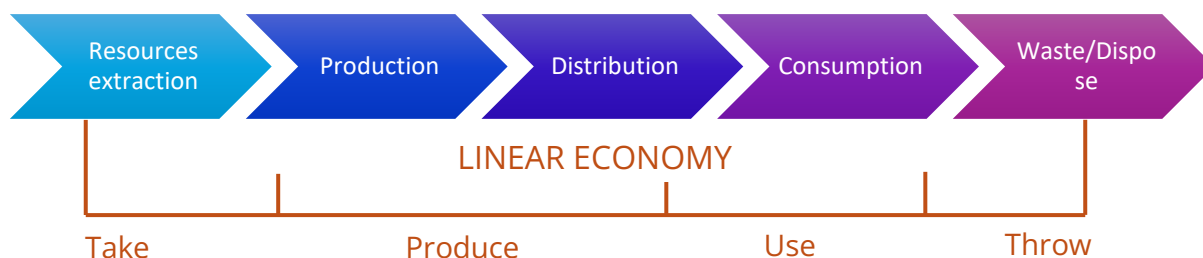 Resources
extraction
Production
Distribution
Consumption
Waste/Dispo
se
LINEAR ECONOMY
Take
Produce
Use
Throw